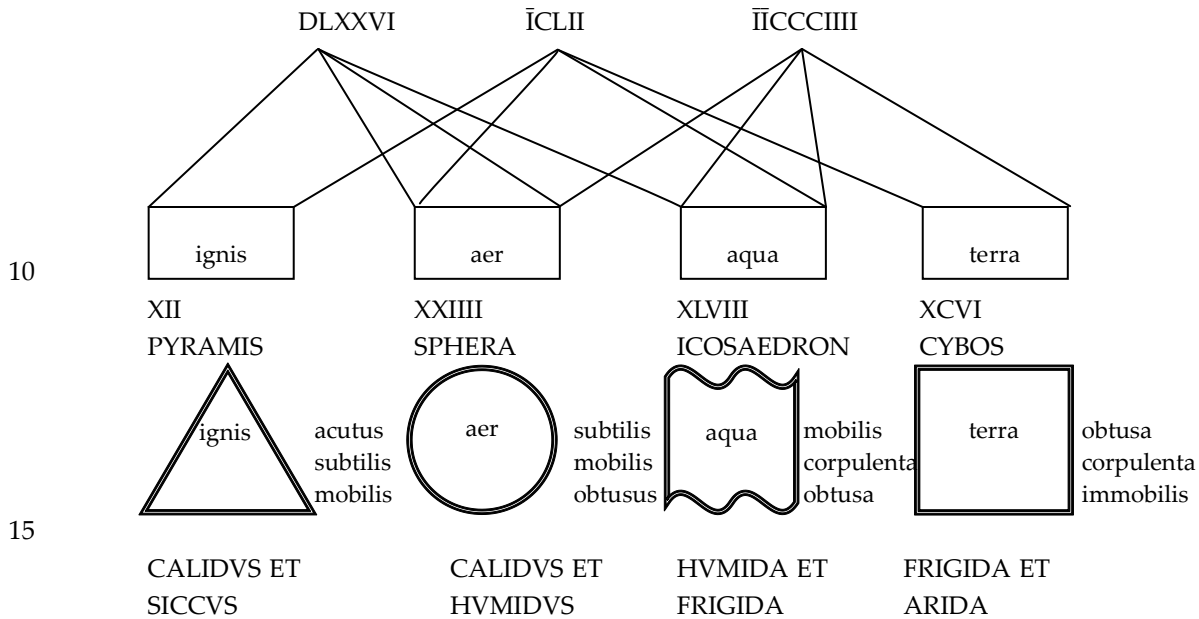 DLXXVI I̅CLII I̅I̅CCCIIII
10 ignis aer aqua terra
XII XXIIII XLVIII XCVI
PYRAMIS SPHERA ICOSAEDRON CYBOS
ignis acutus aer subtilis aqua mobilis terra obtusa
subtilis mobilis corpulenta corpulenta
mobilis obtusus obtusa immobilis
15
CALIDVS ET CALIDVS ET HVMIDA ET FRIGIDA ET
SICCVS HVMIDVS FRIGIDA ARIDA